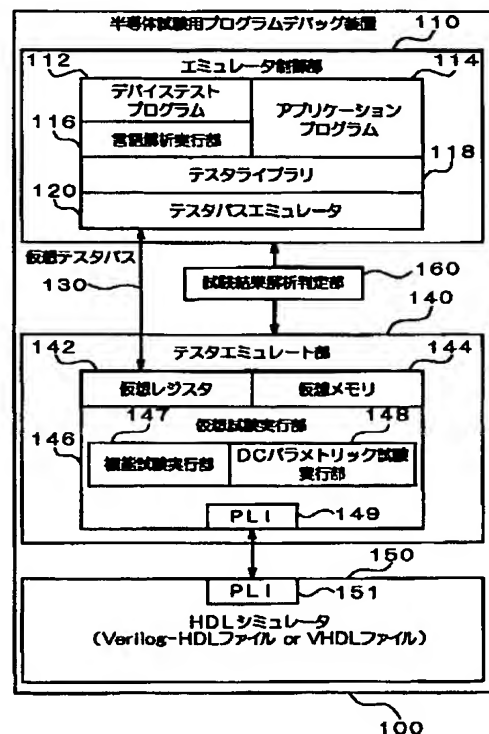 半導体試験用プログラムデバッグ装置
110
エミュレータ制御部
112
114
デバイステスト
プログラム
アプリケーション
プログラム
116
言語解析実行部
118
テスタライブラリ
120
テスタバスエミュレータ
仮想テスタバス
130
試験結果解析判定部
160
140
テスタエミュレート部
142
144
仮想レジスタ
仮想メモリ
仮想試験実行部
147
148
146
機能試験実行部
DCパラメトリック試験
実行部
PLI
149
150
PLI
151
HDLシミュレータ
(Verilog-HDLファイル or VHDLファイル)
100